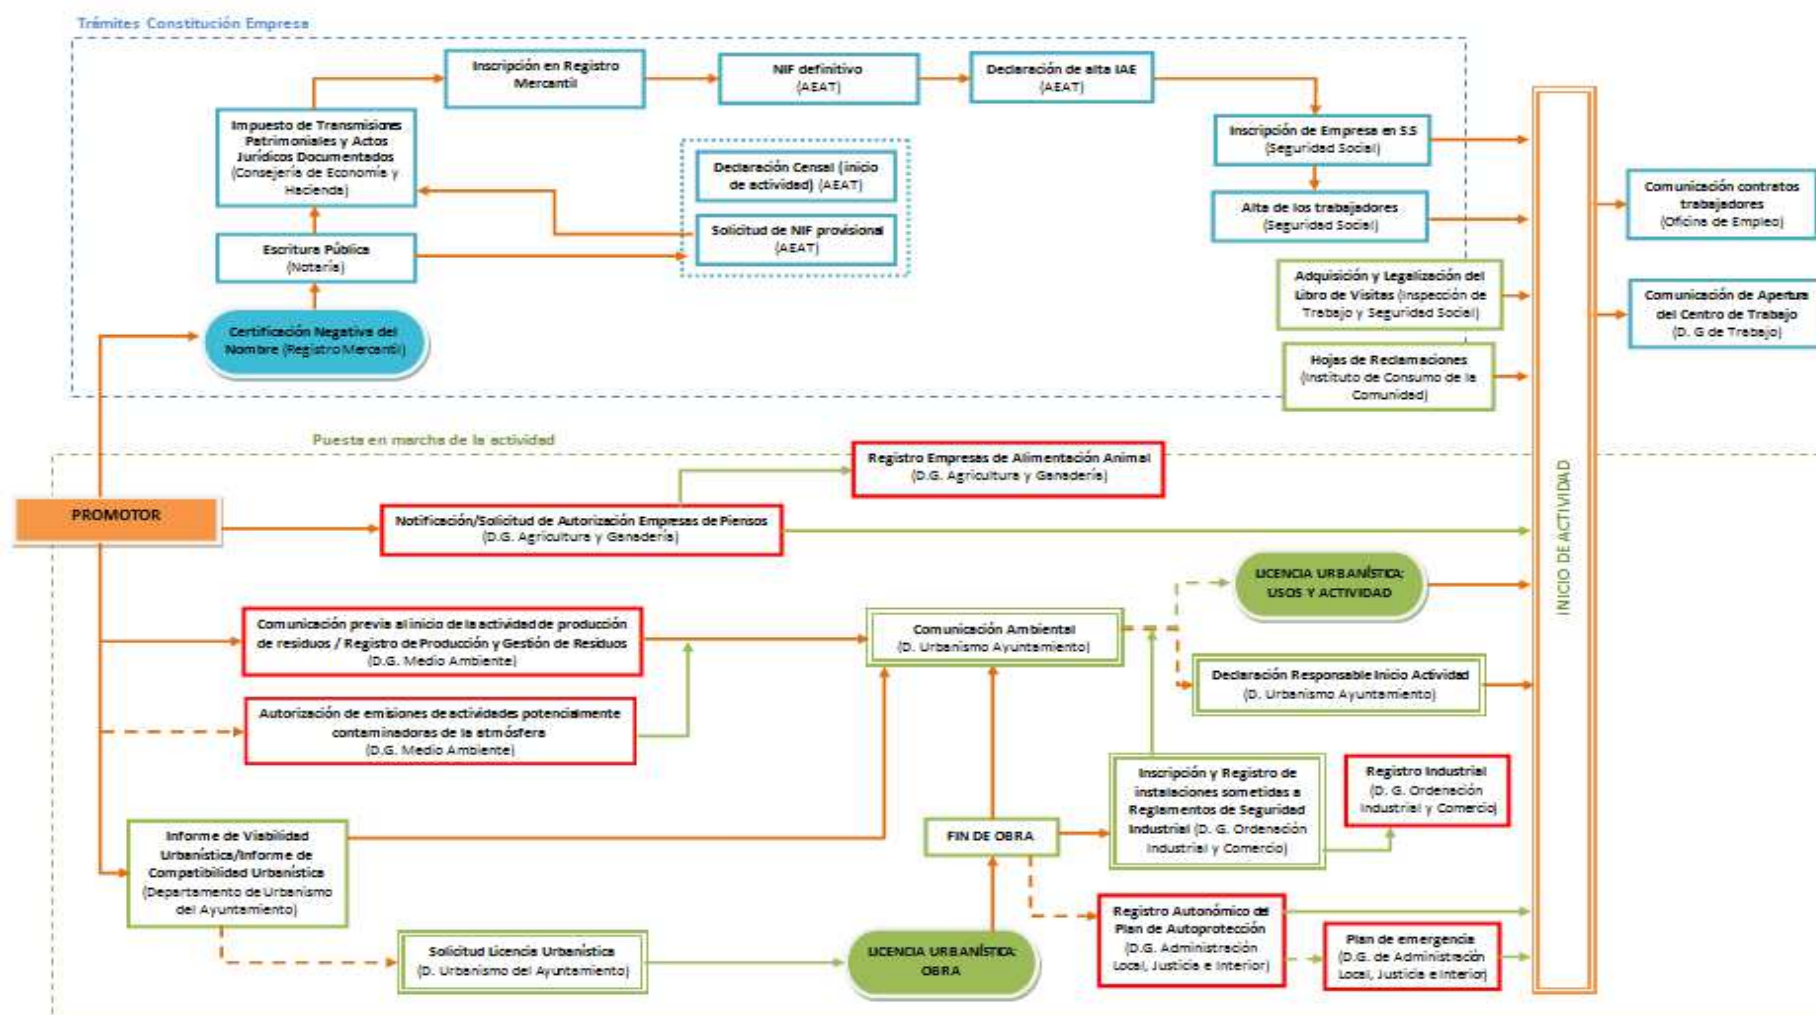 Trámites Constitución Empresa
Inscripción en Registro
Mercantil
NIF definitivo
(AEAT)
Declaración de alta IAE
(AEAT)
Impuesto de Transmisiones
Patrimoniales y Actos
Jurídicos Documentados
(Consejería de Economía y
Hacienda)
Declaración Censal (inicio
de actividad) (AEAT)
Solicitud de NIF provisional
(AEAT)
Escritura Pública
(Notaría)
Certificación Negativa del
Nombre (Registro Mercantil)
Inscripción de Empresa en S.S
(Seguridad Social)
Alta de los trabajadores
(Seguridad Social)
Adquisición y Legalización del
Libro de Visitas (Inspección de
Trabajo y Seguridad Social)
Hojas de Reclamaciones
(Instituto de Consumo de la
Comunidad)
Comunicación contratos
trabajadores
(Oficina de Empleo)
Comunicación de Apertura
del Centro de Trabajo
(D. G de Trabajo)
INICIO DE ACTIVIDAD
Puesta en marcha de la actividad
PROMOTOR
Registro Empresas de Alimentación Animal
(D.G. Agricultura y Ganadería)
Notificación/Solicitud de Autorización Empresas de Piensos
(D.G. Agricultura y Ganadería)
LICENCIA URBANÍSTICA:
USOS Y ACTIVIDAD
Comunicación previa al inicio de la actividad de producción
de residuos / Registro de Producción y Gestión de Residuos
(D.G. Medio Ambiente)
Comunicación Ambiental
(D. Urbanismo Ayuntamiento)
Declaración Responsable Inicio Actividad
(D. Urbanismo Ayuntamiento)
Autorización de emisiones de actividades potencialmente
contaminadoras de la atmósfera
(D.G. Medio Ambiente)
Inscripción y Registro de
instalaciones sometidas a
Reglamentos de Seguridad
Industrial (D. G. Ordenación
Industrial y Comercio)
Registro Industrial
(D. G. Ordenación
Industrial y Comercio)
Informe de Viabilidad
Urbanística/Informe de
Compatibilidad Urbanística
(Departamento de Urbanismo
del Ayuntamiento)
FIN DE OBRA
Solicitud Licencia Urbanística
(D. Urbanismo del Ayuntamiento)
LICENCIA URBANÍSTICA:
OBRA
Registro Autonómico del
Plan de Autoprotección
(D.G. Administración
Local, Justicia e Interior)
Plan de emergencia
(D.G. de Administración
Local, Justicia e Interior)